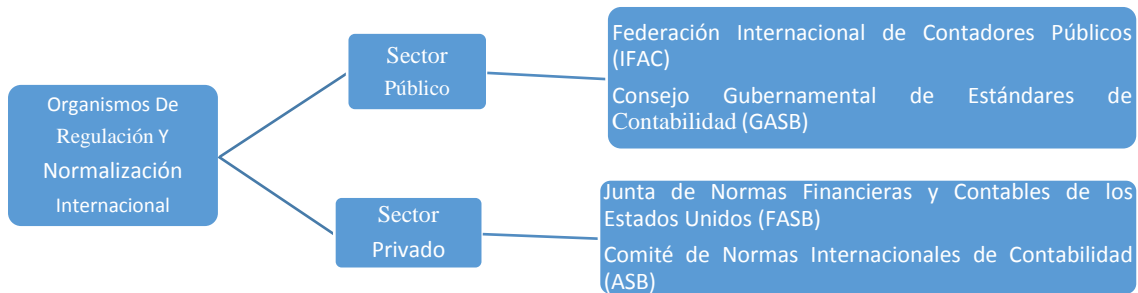 Organismos De
Regulación Y
Normalización
Internacional
Sector
Público
Federación Internacional de Contadores Públicos
(IFAC)
Consejo Gubernamental de Estándares de
Contabilidad (GASB)
Sector
Privado
Junta de Normas Financieras y Contables de los
Estados Unidos (FASB)
Comité de Normas Internacionales de Contabilidad
(ASB)